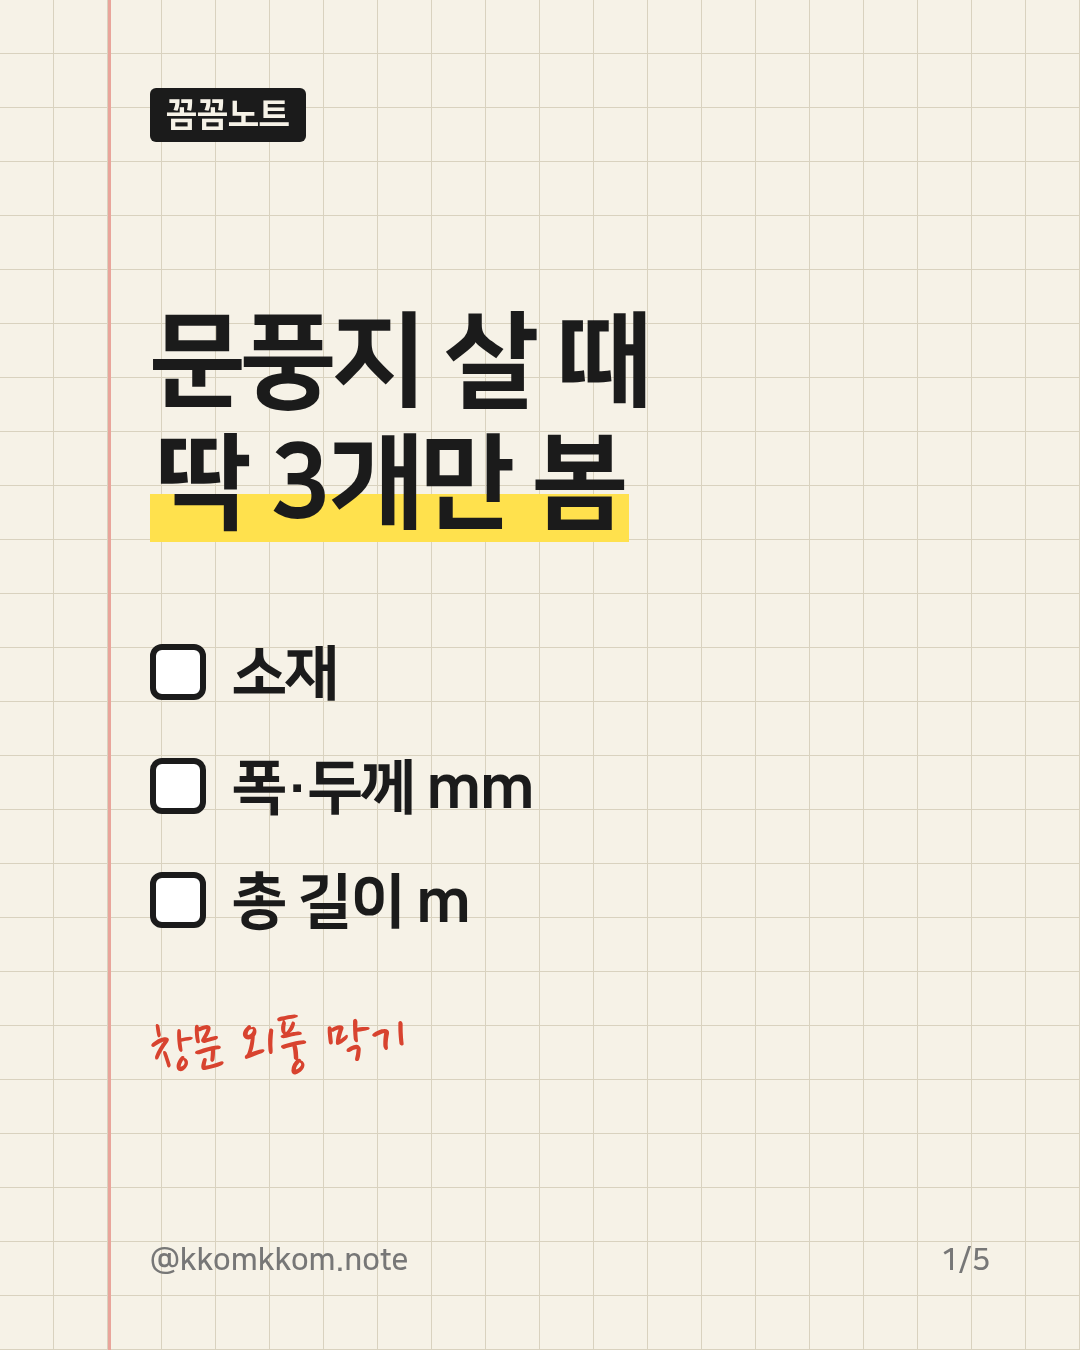 꼼꼼노트
문풍지 살 때
딱 3개만 봄
소재
폭·두께 mm
총 길이 m
창문 외풍 막기
@kkomkkom.note
1/5